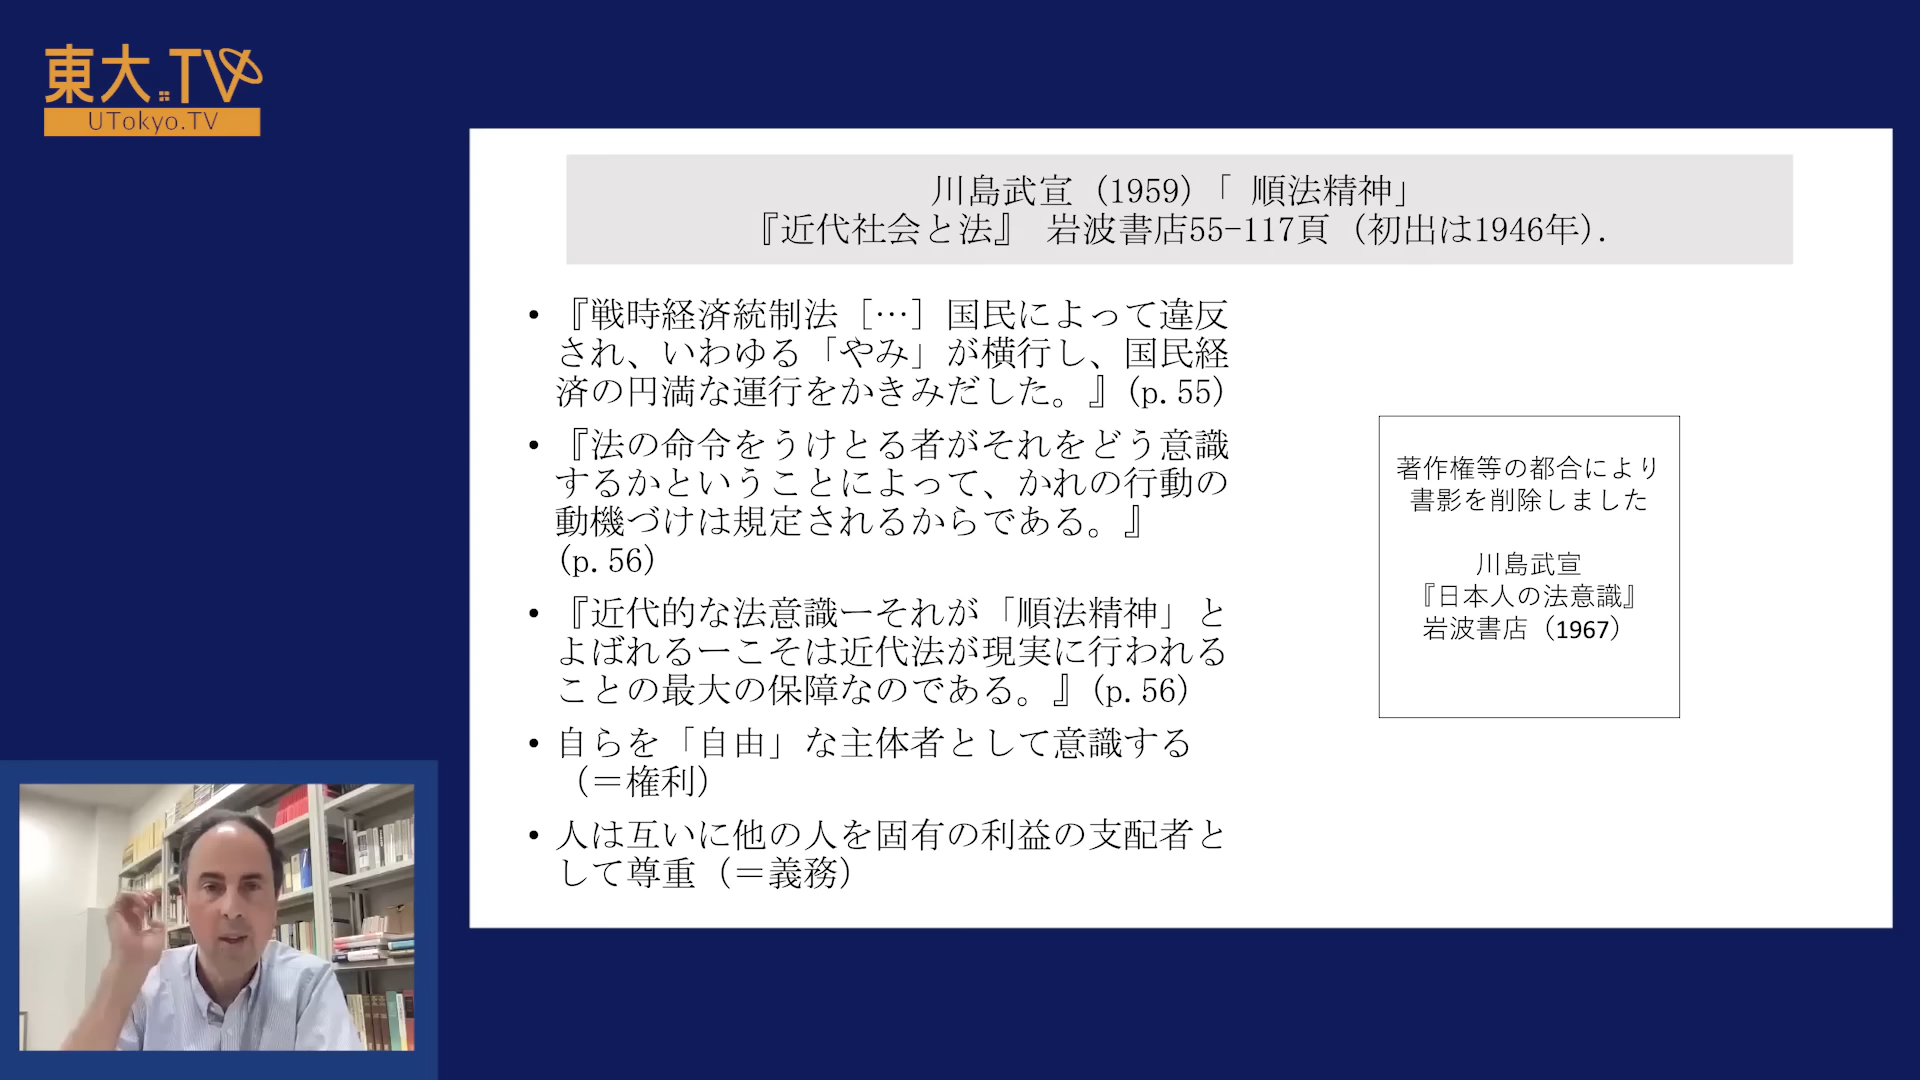 東大.TV
UTokyo.TV
川島武宣 (1959)「 順法精神」
『近代社会と法』 岩波書店55-117頁 (初出は1946年).
• 『戦時経済統制法［…］国民によって違反
され、いわゆる「やみ」が横行し、国民経
済の円満な運行をかきみだした。』(p.55)
• 『法の命令をうけとる者がそれをどう意識
するかということによって、かれの行動の
動機づけは規定されるからである。』
(p.56)
• 『近代的な法意識ーそれが「順法精神」と
よばれるーこそは近代法が現実に行われる
ことの最大の保障なのである。』(p.56)
• 自らを「自由」な主体者として意識する
（＝権利）
• 人は互いに他の人を固有の利益の支配者と
して尊重（＝義務）
著作権等の都合により
書影を削除しました
川島武宣
『日本人の法意識』
岩波書店（1967）